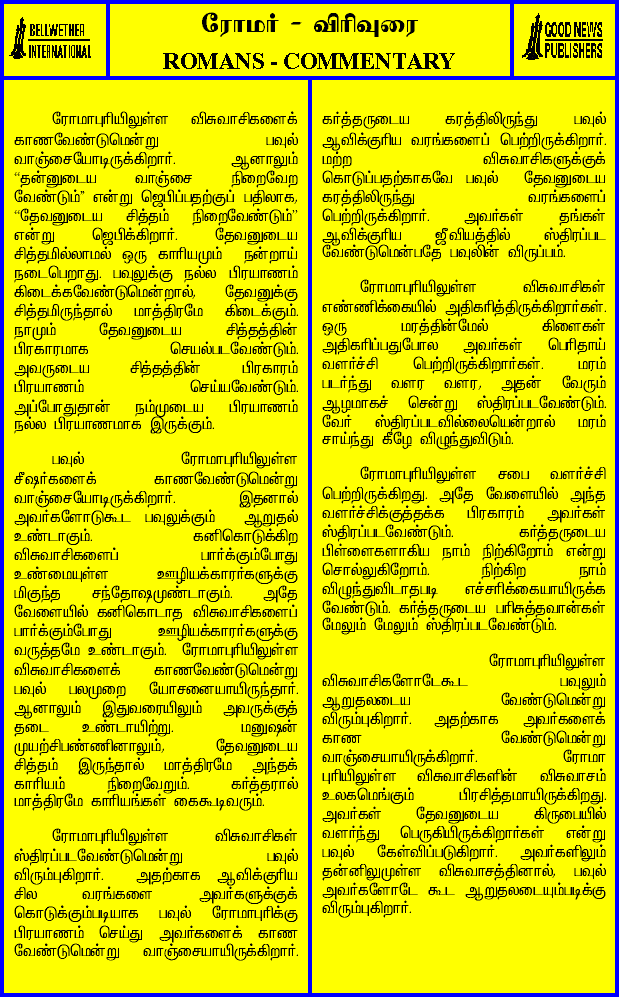 BELLWETHER
INTERNATIONAL
ரோமர் - விரிவுரை
ROMANS - COMMENTARY
GOOD NEWS
PUBLISHERS
ரோமாபுரியிலுள்ள விசுவாசிகளைக்
காணவேண்டுமென்று பவுல்
வாஞ்சையோடிருக்கிறார். ஆனாலும்
“தன்னுடைய வாஞ்சை நிறைவேற
வேண்டும்” என்று ஜெபிப்பதற்குப் பதிலாக,
“தேவனுடைய சித்தம் நிறைவேண்டும்”
என்று ஜெபிக்கிறார். தேவனுடைய
சித்தமில்லாமல் ஒரு காரியமும் நன்றாய்
நடைபெறாது. பவுலுக்கு நல்ல பிரயாணம்
கிடைக்கவேண்டுமென்றால், தேவனுக்கு
சித்தமிருந்தால் மாத்திரமே கிடைக்கும்.
நாமும் தேவனுடைய சித்தத்தின்
பிரகாரமாக செயல்படவேண்டும்.
அவருடைய சித்தத்தின் பிரகாரம்
பிரயாணம் செய்யவேண்டும்.
அப்போதுதான் நம்முடைய பிரயாணம்
நல்ல பிரயாணமாக இருக்கும்.
பவுல் ரோமாபுரியிலுள்ள
சீஷர்களைக் காணவேண்டுமென்று
வாஞ்சையோடிருக்கிறார். இதனால்
அவர்களோடுகூட பவுலுக்கும் ஆறுதல்
உண்டாகும். கனிகொடுக்கிற
விசுவாசிகளைப் பார்க்கும்போது
உண்மையுள்ள ஊழியக்காரர்களுக்கு
மிகுந்த சந்தோஷமுண்டாகும். அதே
வேளையில் கனிகொடாத விசுவாசிகளைப்
பார்க்கும்போது ஊழியக்காரர்களுக்கு
வருத்தமே உண்டாகும். ரோமாபுரியிலுள்ள
விசுவாசிகளைக் காணவேண்டுமென்று
பவுல் பலமுறை யோசனையாயிருந்தார்.
ஆனாலும் இதுவரையிலும் அவருக்குத்
தடை உண்டாயிற்று. மனுஷன்
முயற்சிபண்ணினாலும், தேவனுடைய
சித்தம் இருந்தால் மாத்திரமே அந்தக்
காரியம் நிறைவேறும். கர்த்தரால்
மாத்திரமே காரியங்கள் கைகூடிவரும்.
ரோமாபுரியிலுள்ள விசுவாசிகள்
ஸ்திரப்படவேண்டுமென்று பவுல்
விரும்புகிறார். அதற்காக ஆவிக்குரிய
சில வரங்களை அவர்களுக்குக்
கொடுக்கும்படியாக பவுல் ரோமாபுரிக்கு
பிரயாணம் செய்து அவர்களைக் காண
வேண்டுமென்று வாஞ்சையாயிருக்கிறார்.
கர்த்தருடைய கரத்திலிருந்து பவுல்
ஆவிக்குரிய வரங்களைப் பெற்றிருக்கிறார்.
மற்ற விசுவாசிகளுக்குக்
கொடுப்பதற்காகவே பவுல் தேவனுடைய
கரத்திலிருந்து வரங்களைப்
பெற்றிருக்கிறார். அவர்கள் தங்கள்
ஆவிக்குரிய ஜீவியத்தில் ஸ்திரப்பட
வேண்டுமென்பதே பவுலின் விருப்பம்.
ரோமாபுரியிலுள்ள விசுவாசிகள்
எண்ணிக்கையில் அதிகரித்திருக்கிறார்கள்.
ஒரு மரத்தின்மேல் கிளைகள்
அதிகரிப்பதுபோல அவர்கள் பெரிதாய்
வளர்ச்சி பெற்றிருக்கிறார்கள். மரம்
படர்ந்து வளர வளர, அதன் வேரும்
ஆழமாகச் சென்று ஸ்திரப்படவேண்டும்.
வேர் ஸ்திரப்படவில்லையென்றால் மரம்
சாய்ந்து கீழே விழுந்துவிடும்.
ரோமாபுரியிலுள்ள சபை வளர்ச்சி
பெற்றிருக்கிறது. அதே வேளையில் அந்த
வளர்ச்சிக்குத்தக்க பிரகாரம் அவர்கள்
ஸ்திரப்படவேண்டும். கர்த்தருடைய
பிள்ளைகளாகிய நாம் நிற்கிறோம் என்று
சொல்லுகிறோம். நிற்கிற நாம்
விழுந்துவிடாதபடி எச்சரிக்கையாயிருக்க
வேண்டும். கர்த்தருடைய பரிசுத்தவான்கள்
மேலும் மேலும் ஸ்திரப்படவேண்டும்.
ரோமாபுரியிலுள்ள
விசுவாசிகளோடேகூட பவுலும்
ஆறுதலடைய வேண்டுமென்று
விரும்புகிறார். அதற்காக அவர்களைக்
காண வேண்டுமென்று
வாஞ்சையாயிருக்கிறார். ரோமா
புரியிலுள்ள விசுவாசிகளின் விசுவாசம்
உலகமெங்கும் பிரசித்தமாயிருக்கிறது.
அவர்கள் தேவனுடைய கிருபையில்
வளர்ந்து பெருகியிருக்கிறார்கள் என்று
பவுல் கேள்விப்படுகிறார். அவர்களிலும்
தன்னிலுமுள்ள விசுவாசத்தினால், பவுல்
அவர்களோடே கூட ஆறுதலடையும்படிக்கு
விரும்புகிறார்.